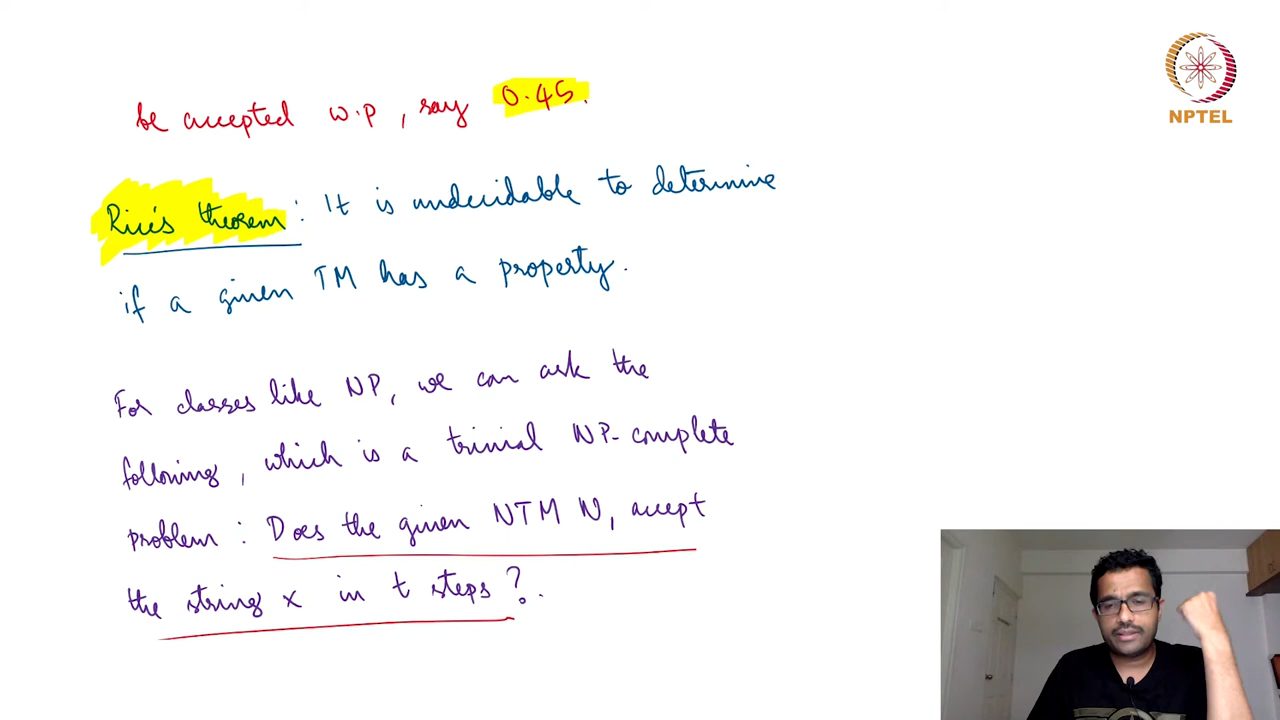 NPTEL
be accepted w.p, say 0.45.
Rice's theorem: It is undecidable to determine
if a given TM has a property.
For classes like NP, we can ask the
following, which is a trivial NP-complete
problem: Does the given NTM N, accept
the string x in t steps?.